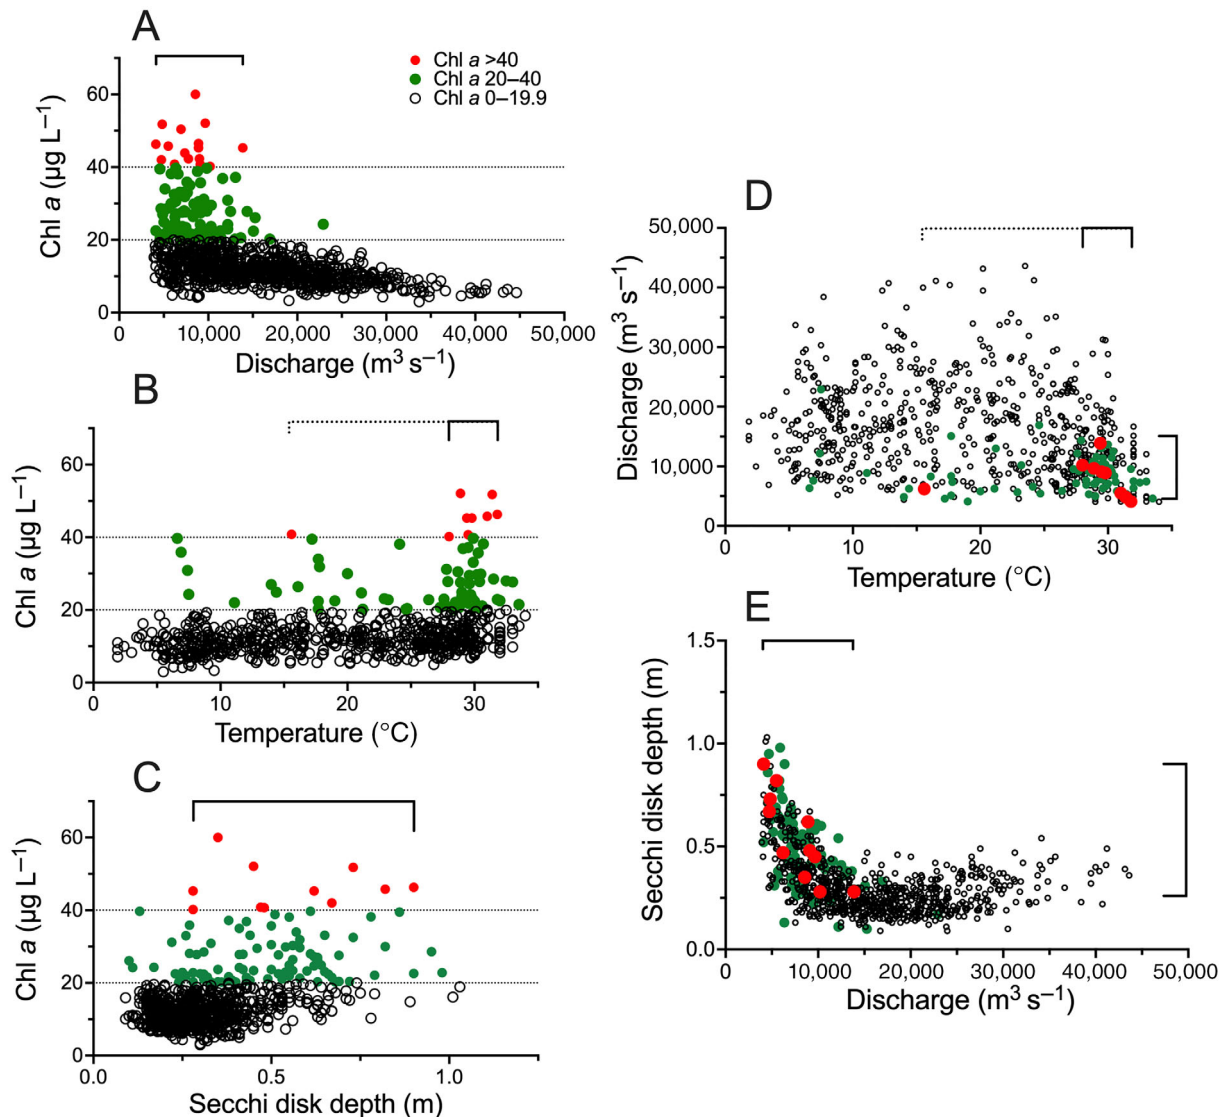 A
Chl a >40
Chl a 20–40
Chl a 0–19.9
Chl a (µg L–1)
60
40
20
0
0 10,000 20,000 30,000 40,000 50,000
Discharge (m3 s–1)
B
Chl a (µg L–1)
60
40
20
0
0 10 20 30
Temperature (°C)
C
Chl a (µg L–1)
60
40
20
0
0.0 0.5 1.0
Secchi disk depth (m)
D
Discharge (m3 s–1)
50,000
40,000
30,000
20,000
10,000
0
0 10 20 30
Temperature (°C)
E
Secchi disk depth (m)
1.5
1.0
0.5
0.0
0 10,000 20,000 30,000 40,000 50,000
Discharge (m3 s–1)